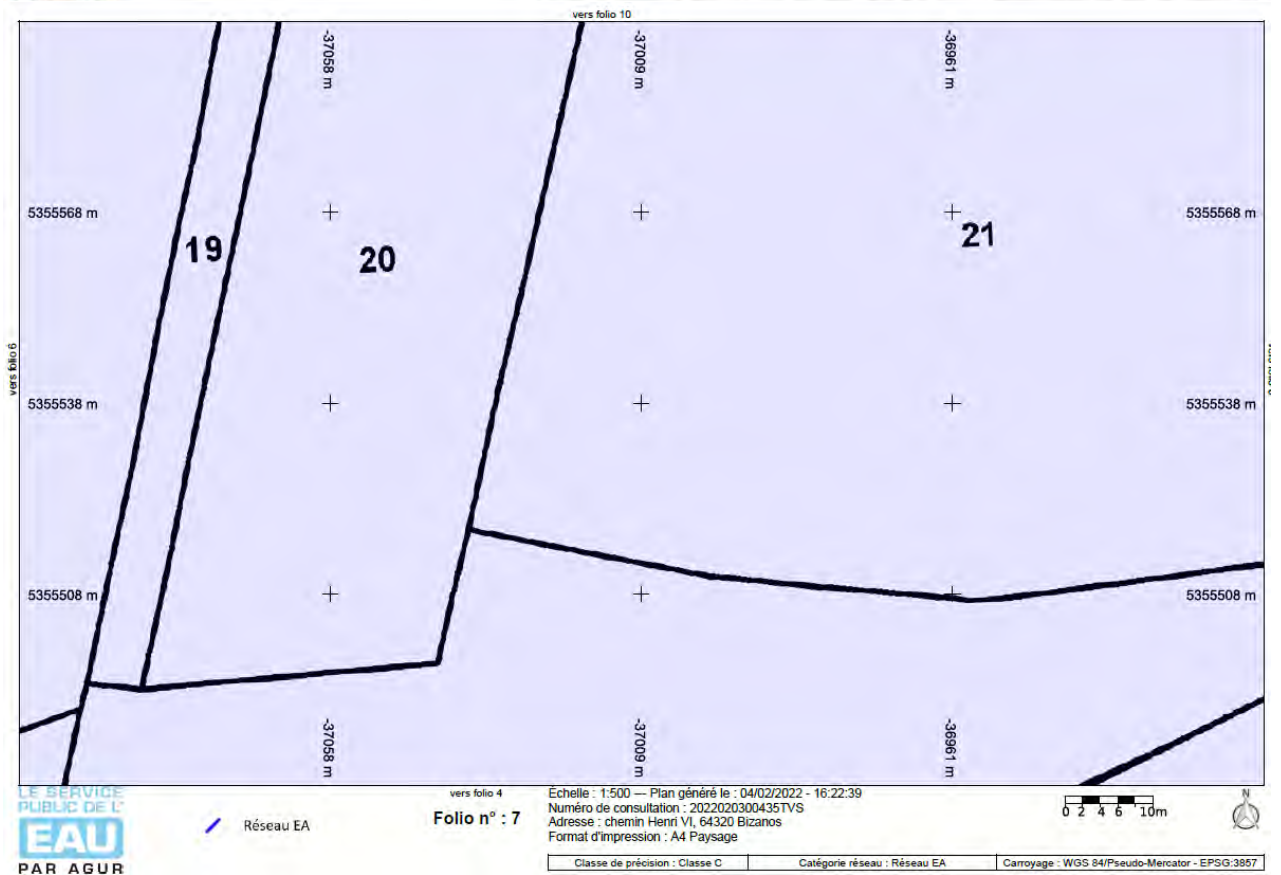 vers folio 10
-37058 m
-37009 m
-36961 m
5355568 m
5355568 m
19
20
21
vers folio 6
5355538 m
5355538 m
5355508 m
5355508 m
-37058 m
-37009 m
-36961 m
LE SERVICE
PUBLIC DE L'
EAU
PAR AGUR
Réseau EA
vers folio 4
Folio n° : 7
Échelle : 1:500 — Plan généré le : 04/02/2022 - 16:22:39
Numéro de consultation : 2022020300435TVS
Adresse : chemin Henri VI, 64320 Bizanos
Format d'impression : A4 Paysage
0 2 4 6 10m
N
Classe de précision : Classe C
Catégorie réseau : Réseau EA
Carroyage : WGS 84/Pseudo-Mercator - EPSG:3857